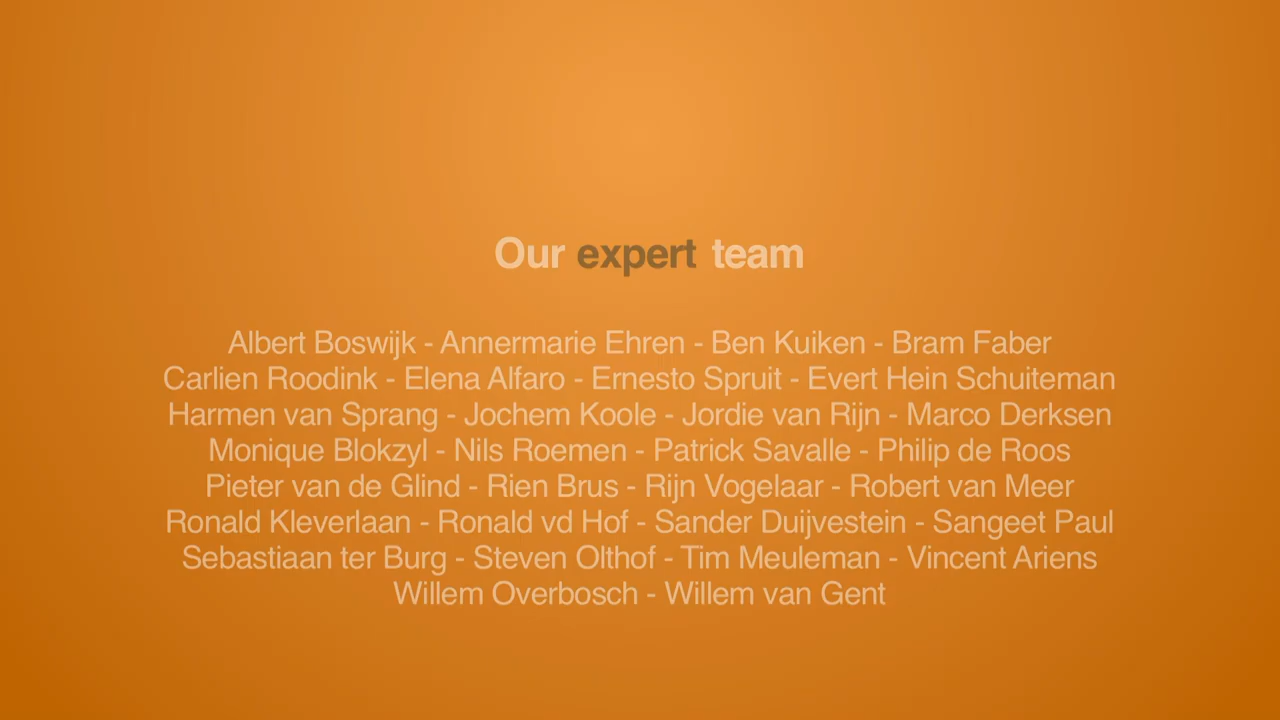 Our expert team
Albert Boswijk - Annermarie Ehren - Ben Kuiken - Bram Faber
Carlien Roodink - Elena Alfaro - Ernesto Spruit - Evert Hein Schuiteman
Harmen van Sprang - Jochem Koole - Jordie van Rijn - Marco Derksen
Monique Blokzyl - Nils Roemen - Patrick Savalle - Philip de Roos
Pieter van de Glind - Rien Brus - Rijn Vogelaar - Robert van Meer
Ronald Kleverlaan - Ronald vd Hof - Sander Duijvestein - Sangeet Paul
Sebastiaan ter Burg - Steven Olthof - Tim Meuleman - Vincent Ariens
Willem Overbosch - Willem van Gent